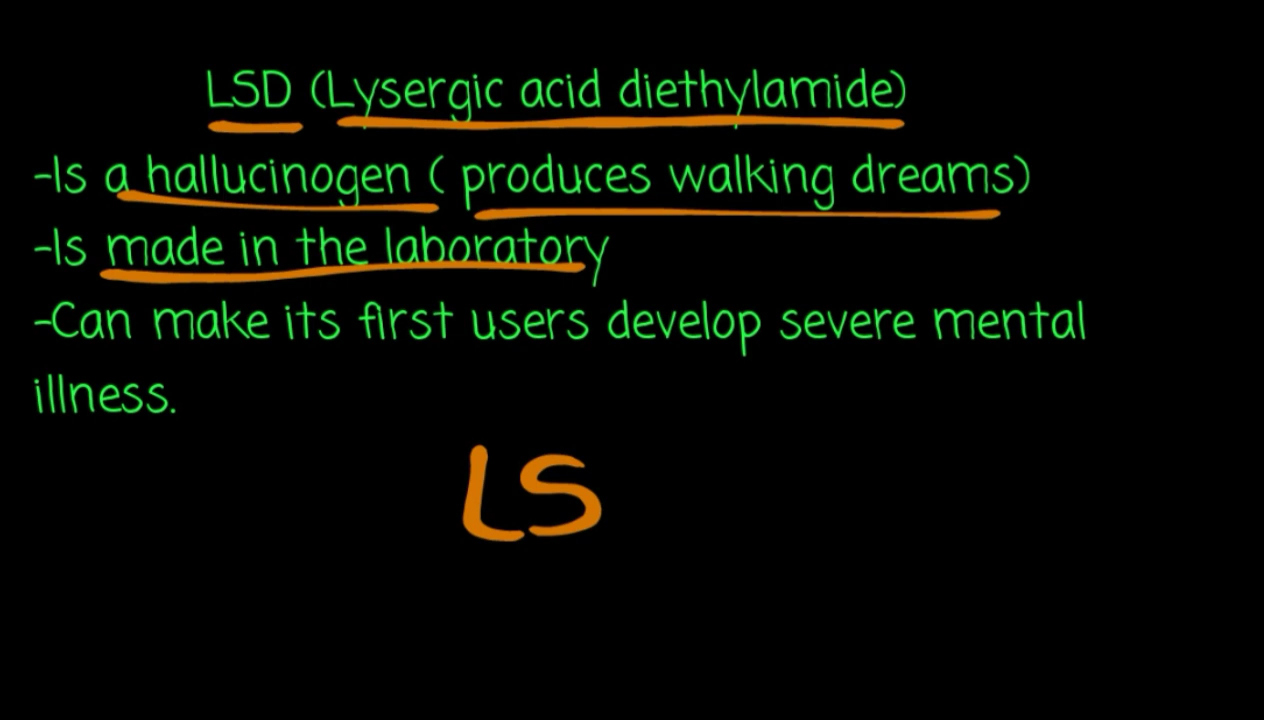 LSD (Lysergic acid diethylamide)
-Is a hallucinogen ( produces walking dreams)
-Is made in the laboratory
-Can make its first users develop severe mental
illness.
LS